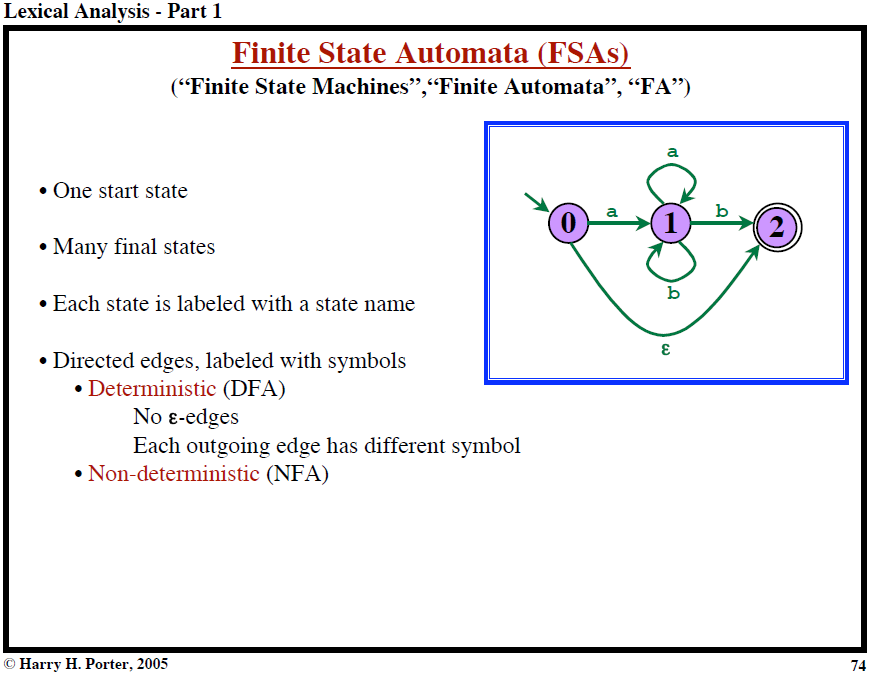 Lexical Analysis - Part 1
Finite State Automata (FSAs)
(“Finite State Machines”,“Finite Automata”, “FA”)
• One start state
• Many final states
• Each state is labeled with a state name
• Directed edges, labeled with symbols
• Deterministic (DFA)
No ε-edges
Each outgoing edge has different symbol
• Non-deterministic (NFA)
a
0 a 1 b 2
b
ε
© Harry H. Porter, 2005
74